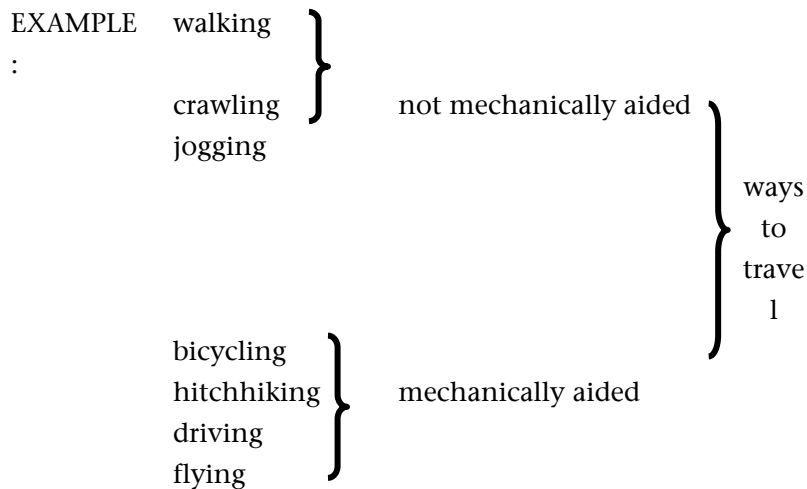 EXAMPLE walking
:
crawling not mechanically aided
jogging
ways
to
trave
l
bicycling
hitchhiking mechanically aided
driving
flying